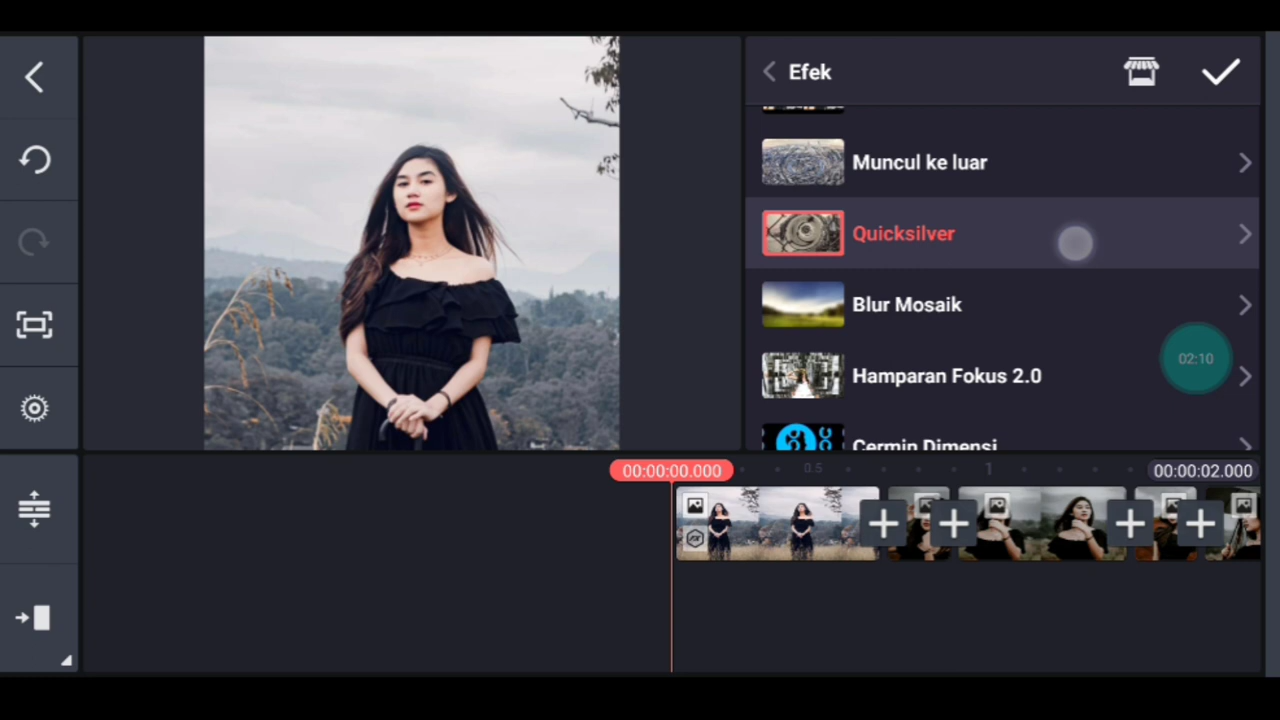 Efek
Muncul ke luar
Quicksilver
Blur Mosaik
02:10
Hamparan Fokus 2.0
Cermin Dimensi
00:00:00.000
0.5
1
00:00:02.000